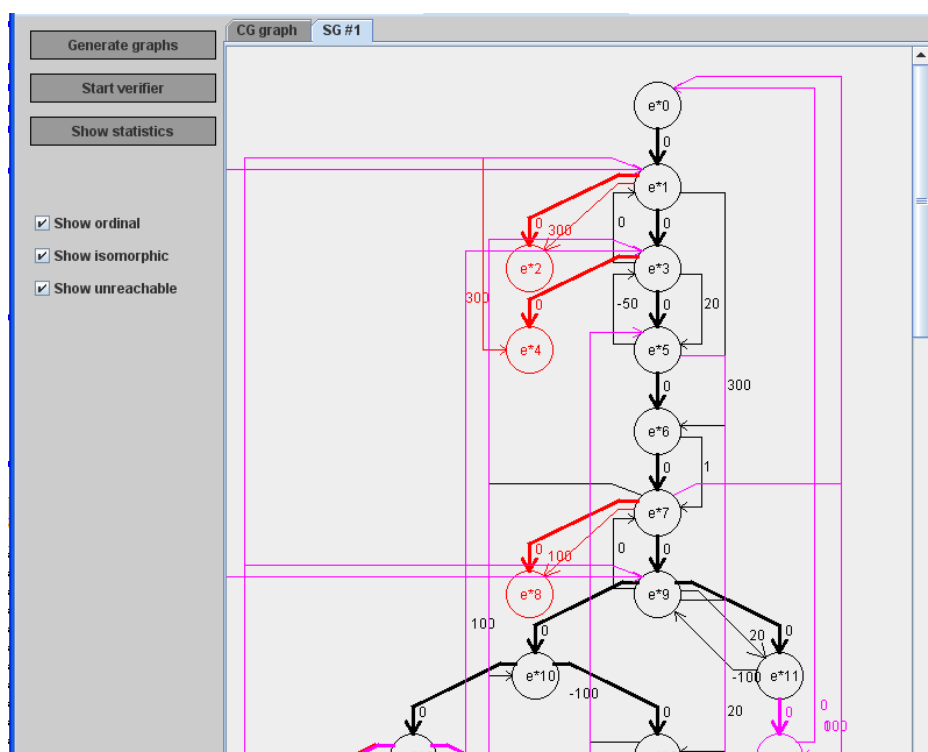 CG graph SG #1
Generate graphs
Start verifier
Show statistics
Show ordinal
Show isomorphic
Show unreachable
e*0
0
e*1
0 300 0 0
e*2 e*3
300 0 -50 0 20
e*4 e*5
0 300
e*6
0 1
e*7
0 100 0 0
e*8 e*9
100 0 20 0
e*10 -100 e*11
-100
0 0 20 0 0